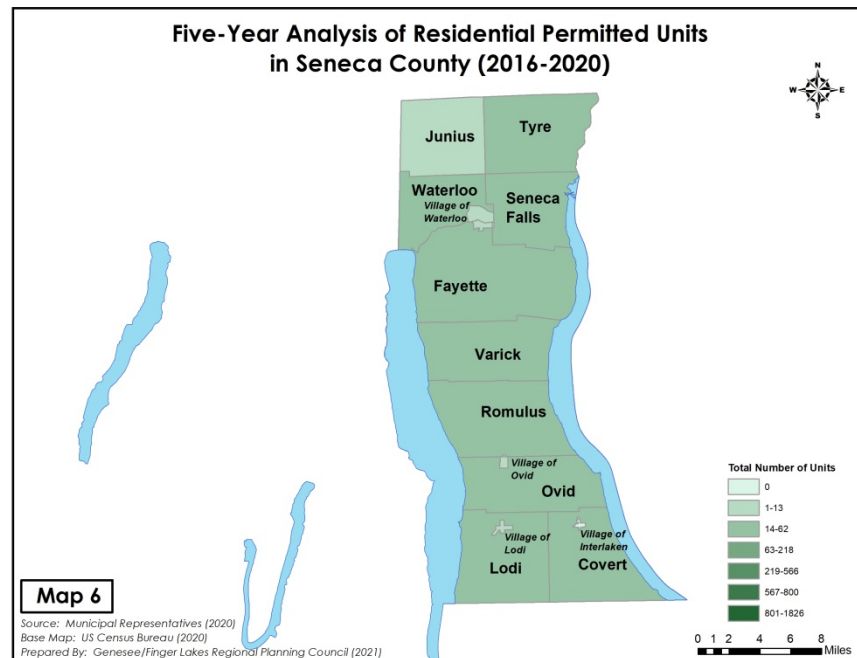 Five-Year Analysis of Residential Permitted Units
in Seneca County (2016-2020)
N
W E
S
Junius
Tyre
Waterloo
Village of
Waterloo
Seneca
Falls
Fayette
Varick
Romulus
Village of
Ovid
Ovid
Village of
Lodi
Lodi
Village of
Interlaken
Covert
Total Number of Units
0
1-13
14-62
63-218
219-566
567-800
801-1826
Map 6
Source: Municipal Representatives (2020)
Base Map: US Census Bureau (2020)
Prepared By: Genesee/Finger Lakes Regional Planning Council (2021)
0 1 2 4 6 8
Miles